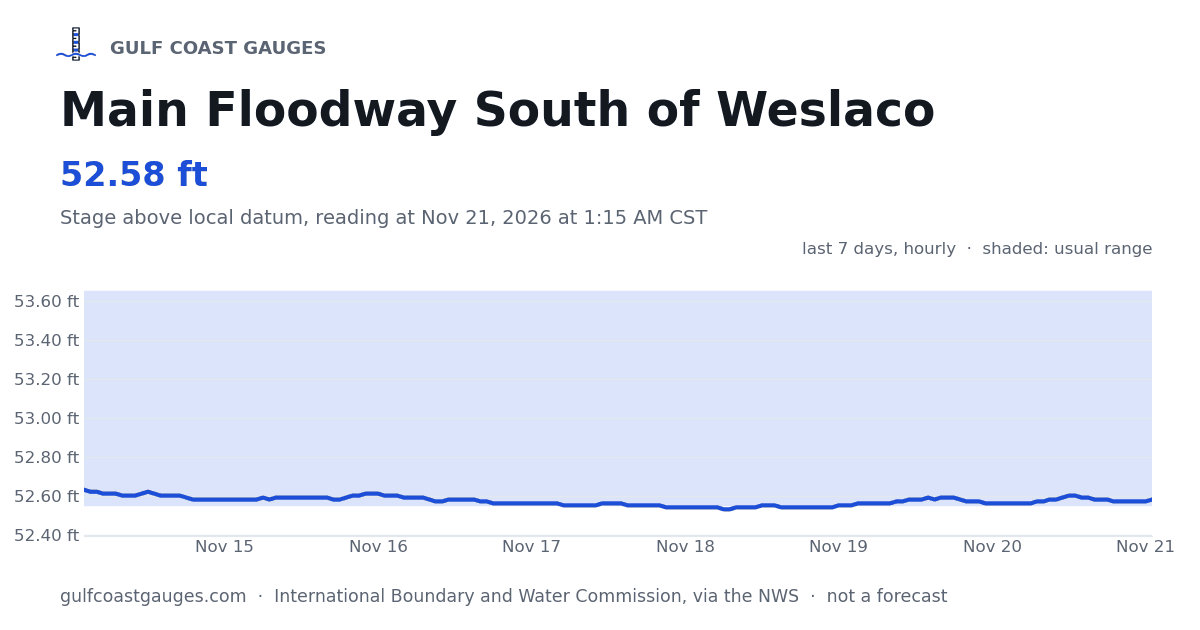 GULF COAST GAUGES
Main Floodway South of Weslaco
52.58 ft
Stage above local datum, reading at Nov 21, 2026 at 1:15 AM CST
last 7 days, hourly · shaded: usual range
53.60 ft
53.40 ft
53.20 ft
53.00 ft
52.80 ft
52.60 ft
52.40 ft
Nov 15 Nov 16 Nov 17 Nov 18 Nov 19 Nov 20 Nov 21
gulfcoastgauges.com · International Boundary and Water Commission, via the NWS · not a forecast